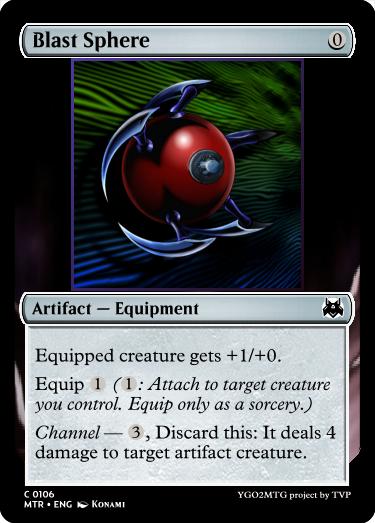 Blast Sphere 0
Artifact — Equipment
Equipped creature gets +1/+0.
Equip 1 (1: Attach to target creature
you control. Equip only as a sorcery.)
Channel — 3, Discard this: It deals 4
damage to target artifact creature.
C 0106
MTR • ENG Konami YGO2MTG project by TVP